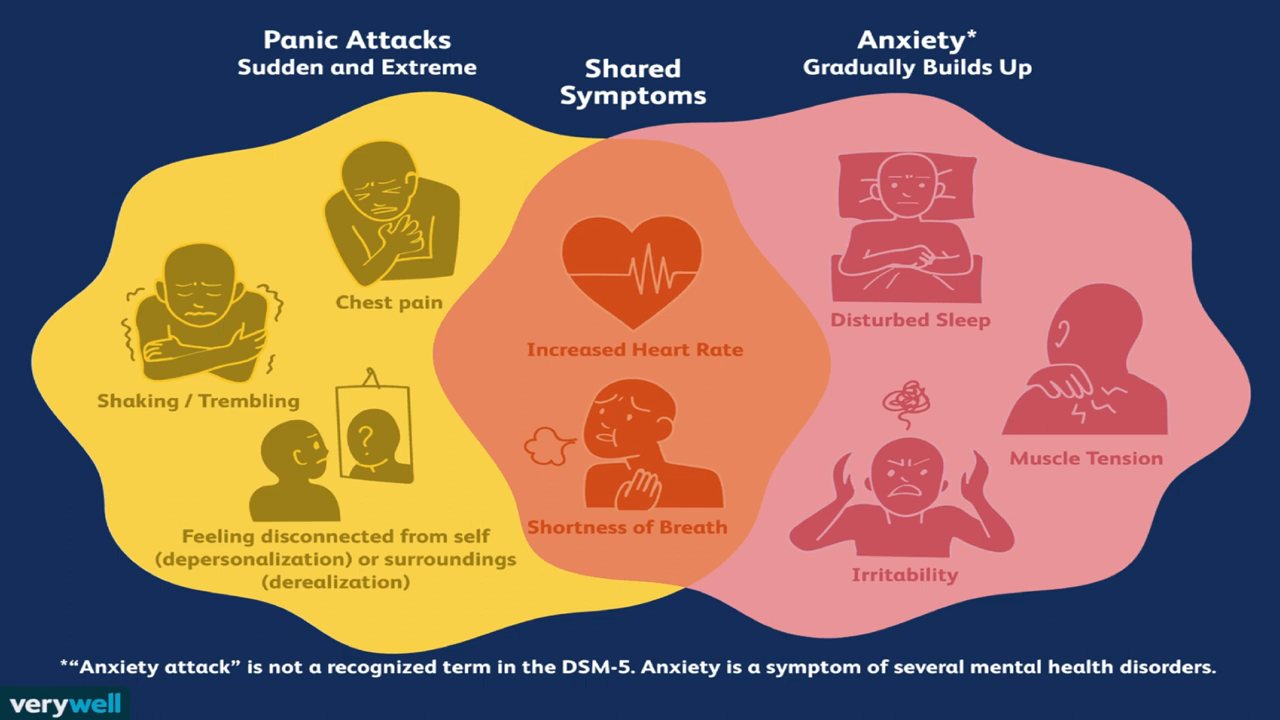 Panic Attacks
Sudden and Extreme
Shared
Symptoms
Anxiety*
Gradually Builds Up
Chest pain
Shaking / Trembling
?
Feeling disconnected from self
(depersonalization) or surroundings
(derealization)
Increased Heart Rate
Shortness of Breath
Disturbed Sleep
Muscle Tension
Irritability
*“Anxiety attack” is not a recognized term in the DSM-5. Anxiety is a symptom of several mental health disorders.
verywell